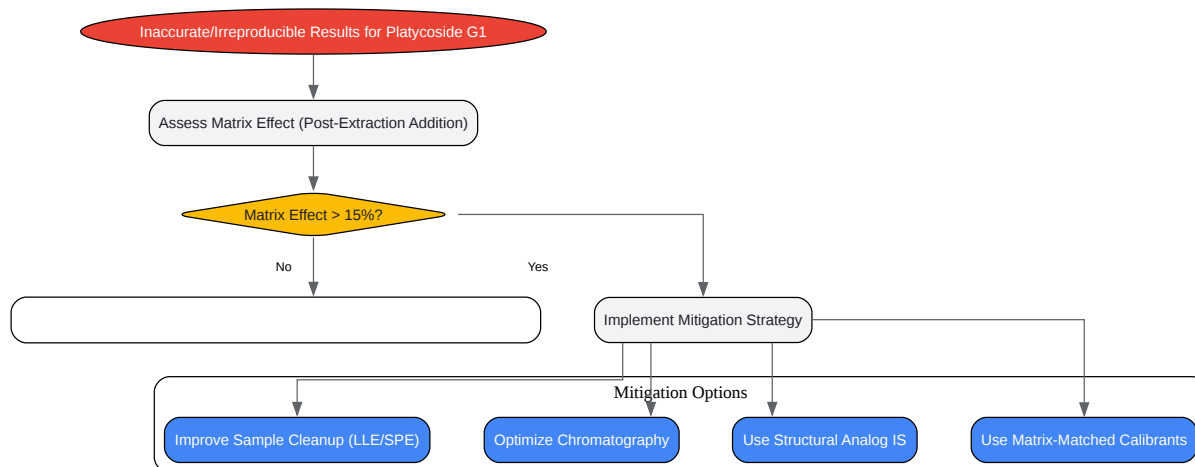 Inaccurate/Irreproducible Results for Platycoside G1
Assess Matrix Effect (Post-Extraction Addition)
Matrix Effect > 15%?
No
Yes
Implement Mitigation Strategy
Mitigation Options
Improve Sample Cleanup (LLE/SPE)
Optimize Chromatography
Use Structural Analog IS
Use Matrix-Matched Calibrants